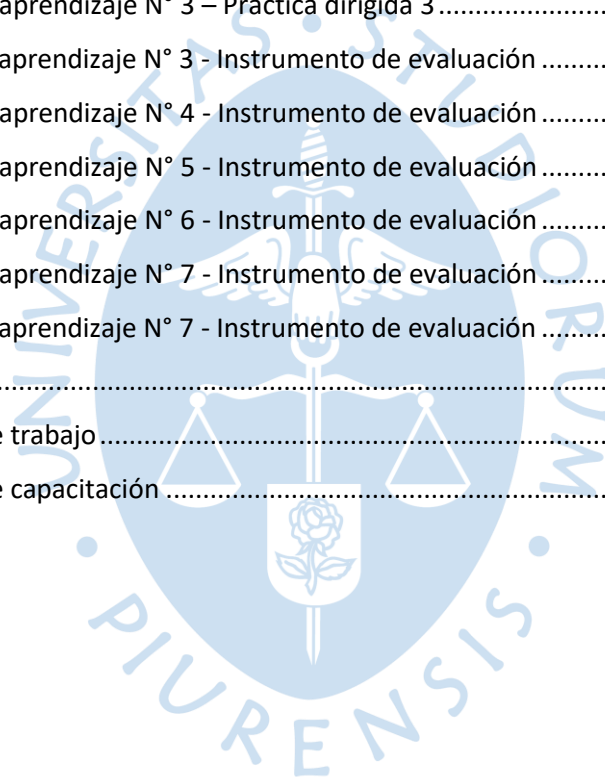 aprendizaje N° 3 – Práctica dirigida 3..............................
aprendizaje N° 3 - Instrumento de evaluación ..........
aprendizaje N° 4 - Instrumento de evaluación ..........
aprendizaje N° 5 - Instrumento de evaluación ..........
aprendizaje N° 6 - Instrumento de evaluación ..........
aprendizaje N° 7 - Instrumento de evaluación ..........
aprendizaje N° 7 - Instrumento de evaluación ..........
.....................................................................................................
e trabajo....................................................................................
e capacitación .........................................................................
UNIVERSITAS • STUDIORUM • PIURENSIS •